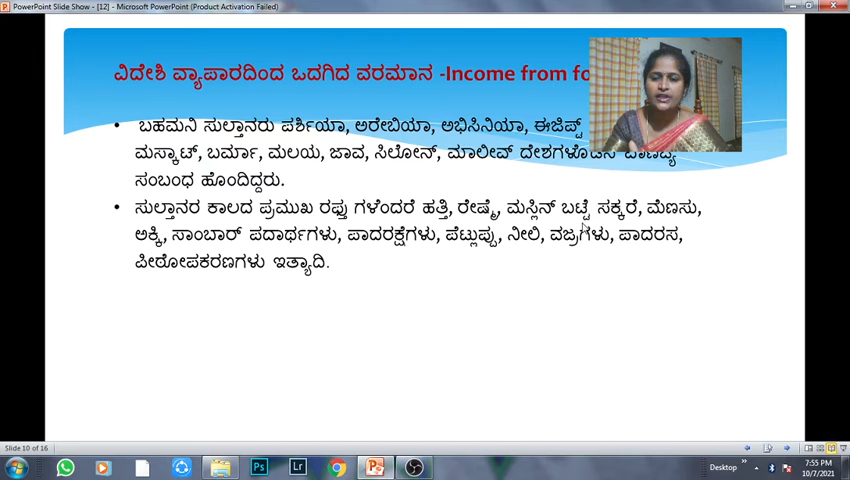 PowerPoint Slide Show - [12] - Microsoft PowerPoint (Product Activation Failed)
ವಿದೇಶಿ ವ್ಯಾಪಾರದಿಂದ ಒದಗಿದ ವರಮಾನ -Income from
• ಬಹಮನಿ ಸುಲ್ತಾನರು ಪರ್ಶಿಯಾ, ಅರೇಬಿಯಾ, ಅಭಿಸಿನಿಯಾ, ಈಜಿಪ್ಟ್
ಮಸ್ಕಾಟ್, ಬರ್ಮಾ, ಮಲಯ, ಜಾವ, ಸಿಲೋನ್, ಮಾಲೀವ್
ಸಂಬಂಧ ಹೊಂದಿದ್ದರು.
• ಸುಲ್ತಾನರ ಕಾಲದ ಪ್ರಮುಖ ರಫ್ತು ಗಳೆಂದರೆ ಹತ್ತಿ, ರೇಷ್ಮೆ, ಮಸ್ಲಿನ್ ಬಟ್ಟೆ ಸಕ್ಕರೆ, ಮೆಣಸು,
ಅಕ್ಕಿ, ಸಾಂಬಾರ್ ಪದಾರ್ಥಗಳು, ಪಾದರಕ್ಷೆಗಳು, ಪೆಟ್ಲುಪ್ಪು, ನೀಲಿ, ವಜ್ರಗಳು, ಪಾದರಸ,
ಪೀಠೋಪಕರಣಗಳು ಇತ್ಯಾದಿ.
Slide 10 of 16
Ps
Lr
Desktop
7:55 PM
10/7/2021